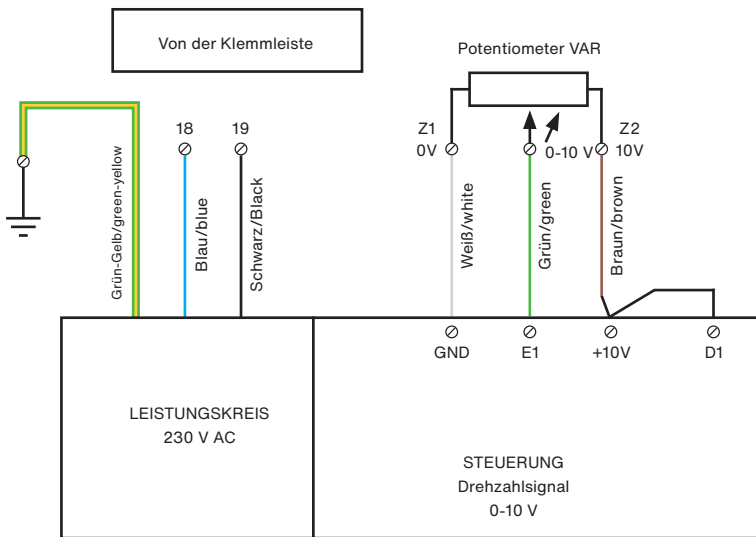 Von der Klemmleiste
Potentiometer VAR
18
19
Z1
0V
0-10 V
Z2
10V
Grün-Gelb/green-yellow
Blau/blue
Schwarz/Black
Weiß/white
Grün/green
Braun/brown
GND
E1
+10V
D1
LEISTUNGSKREIS
230 V AC
STEUERUNG
Drehzahlsignal
0-10 V